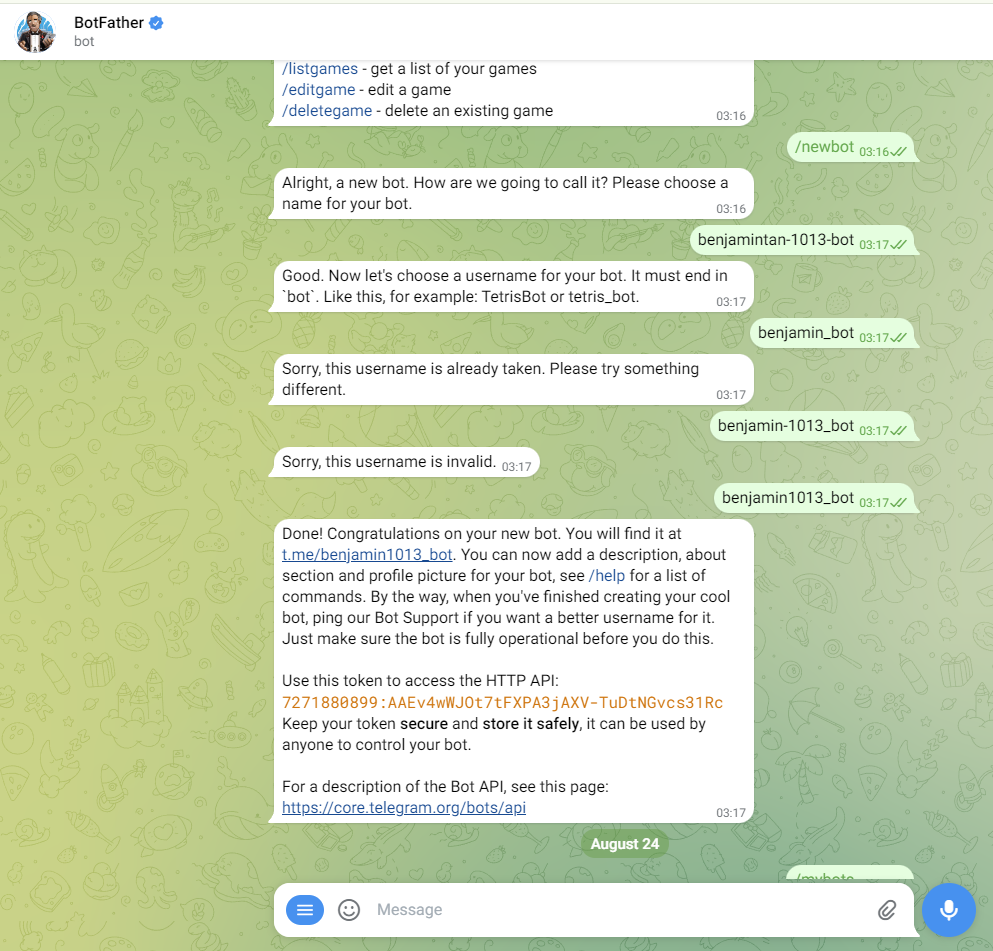 BotFather
bot
/listgames - get a list of your games
/editgame - edit a game
/deletegame - delete an existing game
03:16
/newbot 03:16
Alright, a new bot. How are we going to call it? Please choose a
name for your bot.
03:16
benjamintan-1013-bot 03:17
Good. Now let's choose a username for your bot. It must end in
`bot`. Like this, for example: TetrisBot or tetris_bot.
03:17
benjamin_bot 03:17
Sorry, this username is already taken. Please try something
different.
03:17
benjamin-1013_bot 03:17
Sorry, this username is invalid. 03:17
benjamin1013_bot 03:17
Done! Congratulations on your new bot. You will find it at
t.me/benjamin1013_bot. You can now add a description, about
section and profile picture for your bot, see /help for a list of
commands. By the way, when you've finished creating your cool
bot, ping our Bot Support if you want a better username for it.
Just make sure the bot is fully operational before you do this.
Use this token to access the HTTP API:
7271880899:AAEv4wWJOt7tFXPA3jAXV-TuDtNGvcs31Rc
Keep your token secure and store it safely, it can be used by
anyone to control your bot.
For a description of the Bot API, see this page:
https://core.telegram.org/bots/api
03:17
August 24
/mybots
Message